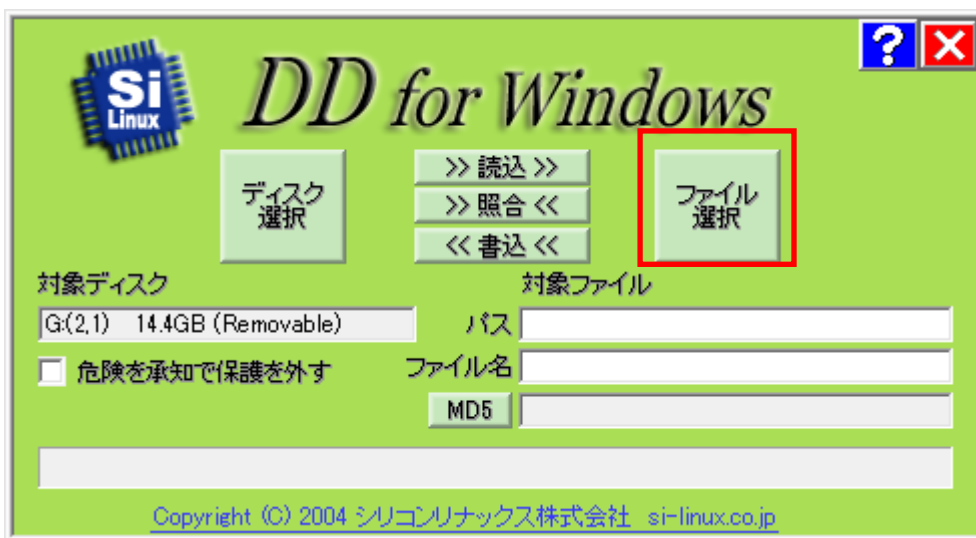 ?
Si
Linux
DD for Windows
ディスク
選択
>> 読込 >>
>> 照合 <<
<< 書込 <<
ファイル
選択
対象ディスク
対象ファイル
G:(2,1) 14.4GB (Removable)
パス
危険を承知で保護を外す
ファイル名
MD5
Copyright (C) 2004 シリコンリナックス株式会社 si-linux.co.jp